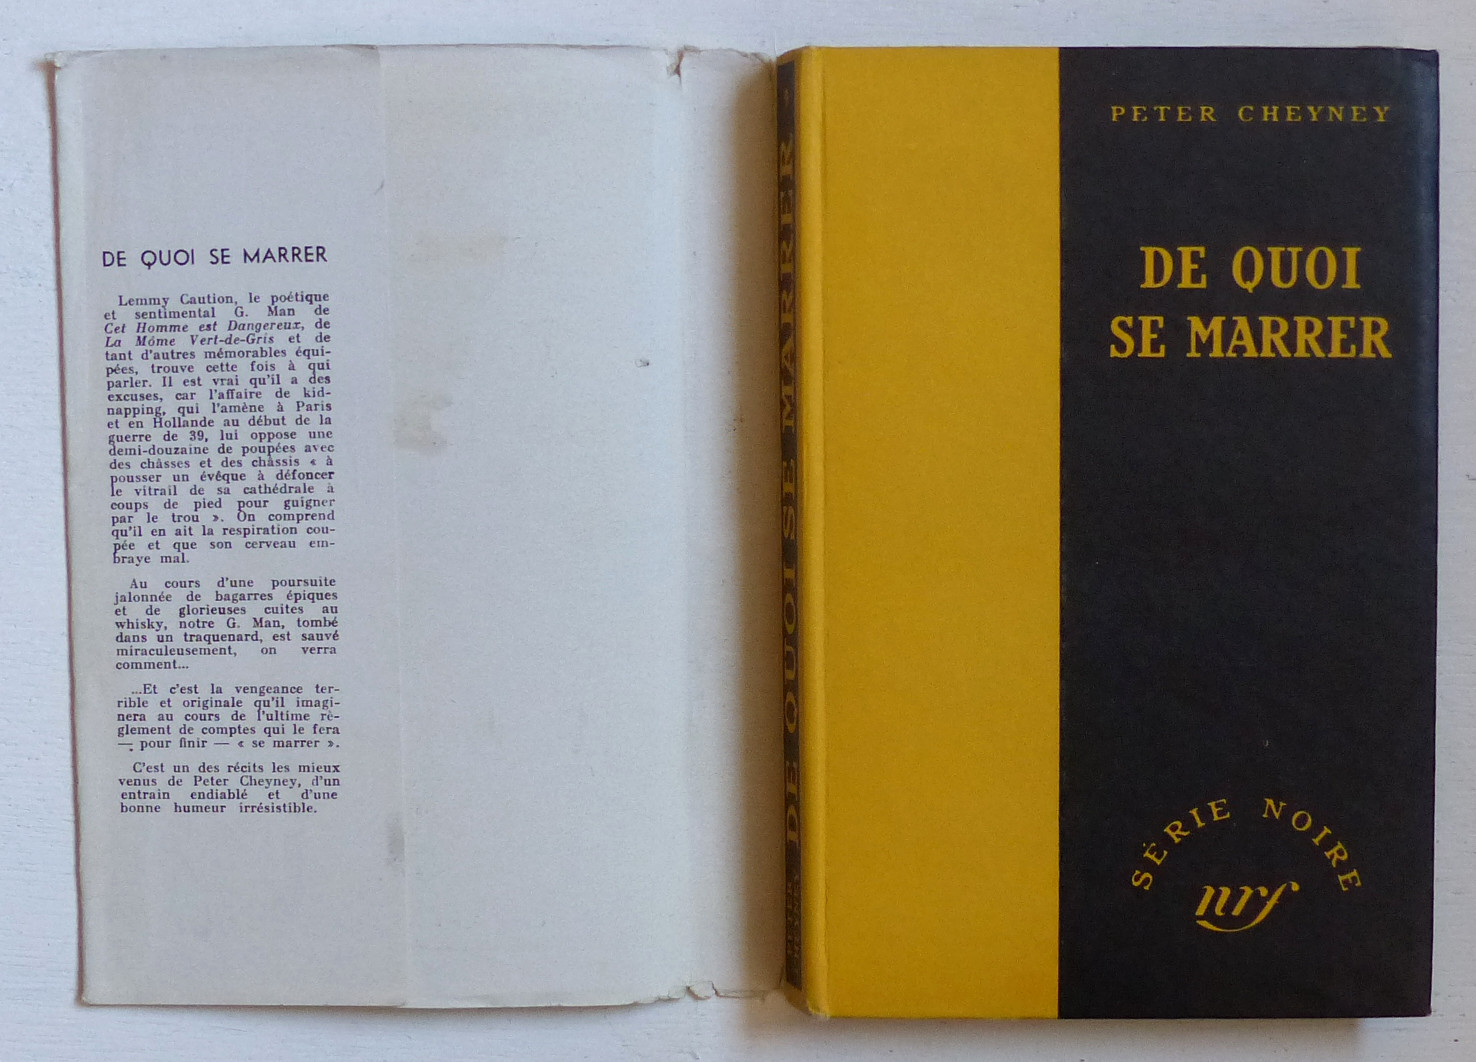 DE QUOI SE MARRER
Lemmy Caution, le poétique
et sentimental G. Man de
Cet Homme est Dangereux, de
La Môme Vert-de-Gris et de
tant d'autres mémorables équi-
pées, trouve cette fois à qui
parler. Il est vrai qu'il a des
excuses, car l'affaire de kid-
napping, qui l'amène à Paris
et en Hollande au début de la
guerre de 39, lui oppose une
demi-douzaine de poupées avec
des châsses et des châssis « à
pousser un évêque à défoncer
le vitrail de sa cathédrale à
coups de pied pour guigner
par le trou ». On comprend
qu'il en ait la respiration cou-
pée et que son cerveau em-
braye mal.
Au cours d'une poursuite
jalonnée de bagarres épiques
et de glorieuses cuites au
whisky, notre G. Man, tombé
dans un traquenard, est sauvé
miraculeusement, on verra
comment...
...Et c'est la vengeance ter-
rible et originale qu'il imagi-
nera au cours de l'ultime rè-
glement de comptes qui le fera
— pour finir — « se marrer ».
C'est un des récits les mieux
venus de Peter Cheyney, d'un
entrain endiablé et d'une
bonne humeur irrésistible.
PETER CHEYNEY
DE QUOI SE MARRER
PETER CHEYNEY
DE QUOI
SE MARRER
SÉRIE NOIRE
nrf